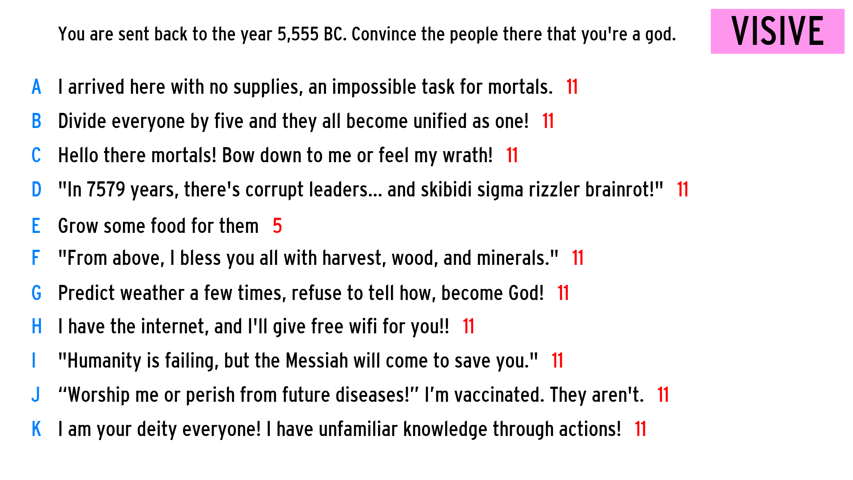 You are sent back to the year 5,555 BC. Convince the people there that you're a god.
VISIVE
A I arrived here with no supplies, an impossible task for mortals. 11
B Divide everyone by five and they all become unified as one! 11
C Hello there mortals! Bow down to me or feel my wrath! 11
D "In 7579 years, there's corrupt leaders... and skibidi sigma rizzler brainrot!" 11
E Grow some food for them 5
F "From above, I bless you all with harvest, wood, and minerals." 11
G Predict weather a few times, refuse to tell how, become God! 11
H I have the internet, and I'll give free wifi for you!! 11
I "Humanity is failing, but the Messiah will come to save you." 11
J “Worship me or perish from future diseases!” I’m vaccinated. They aren't. 11
K I am your deity everyone! I have unfamiliar knowledge through actions! 11